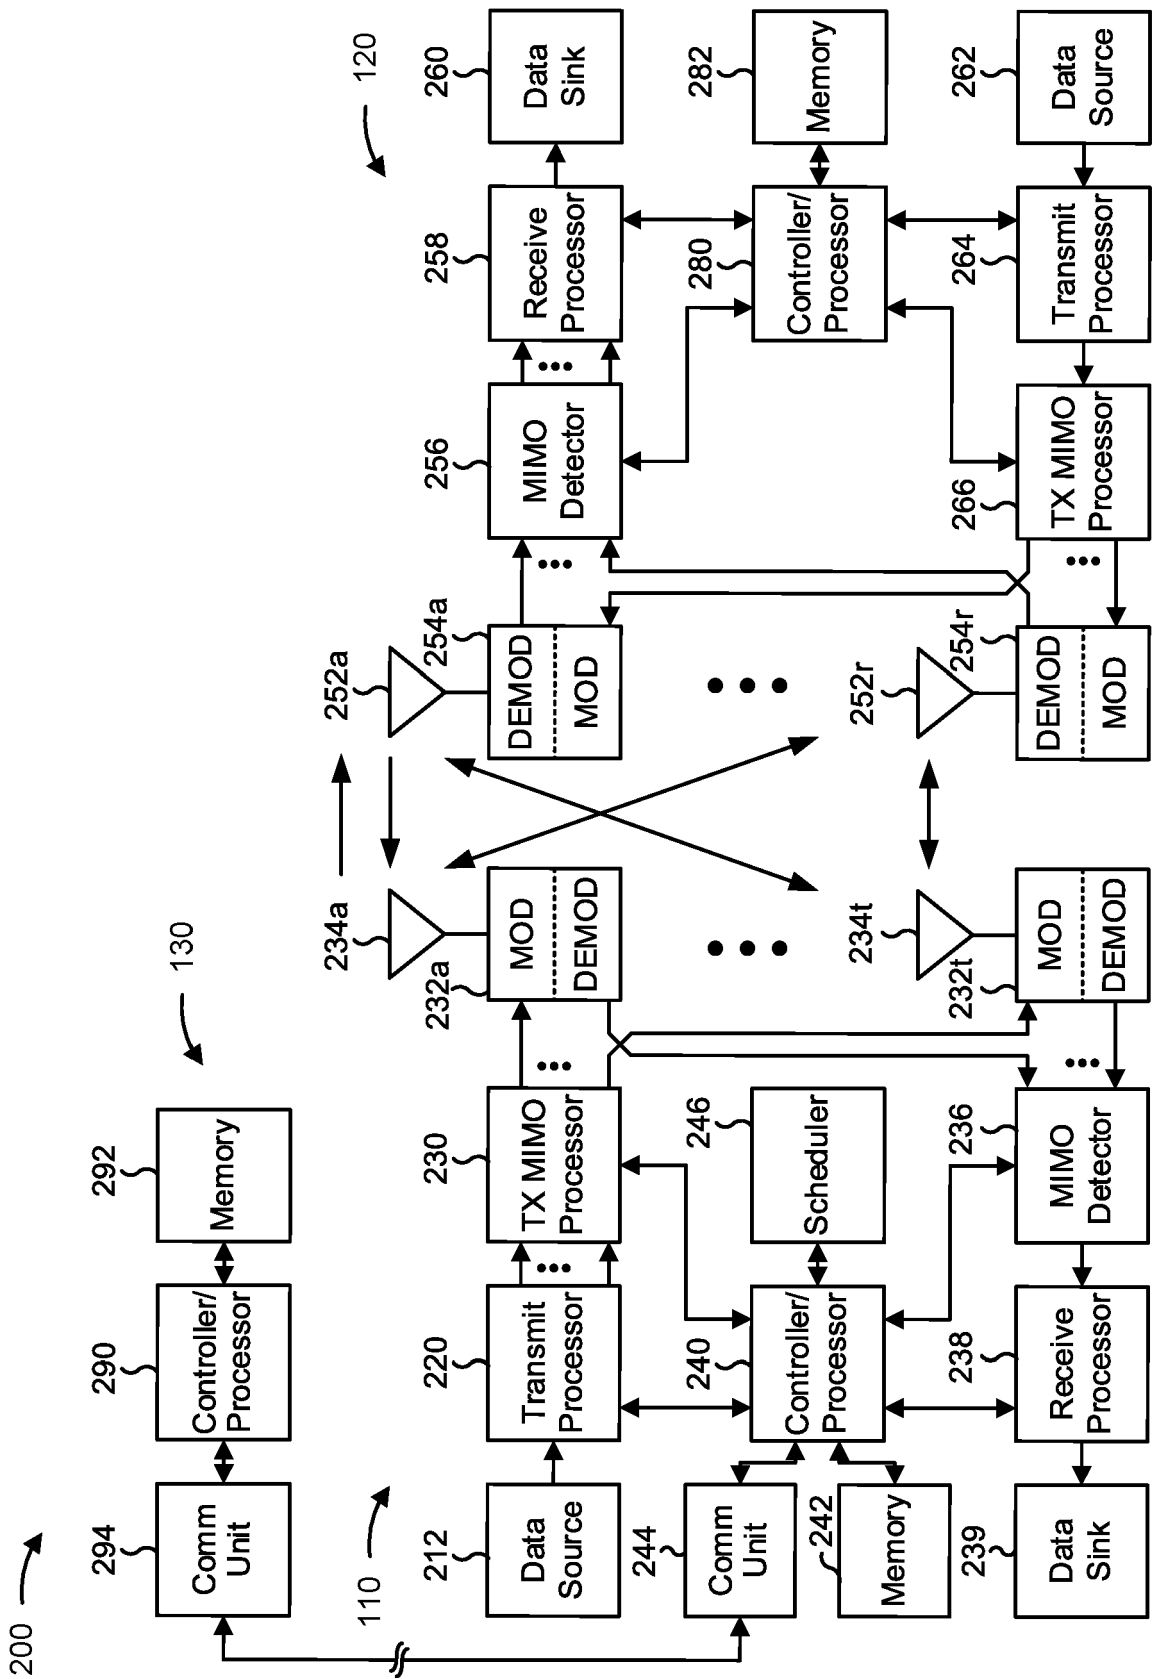 200
130
294
Comm
Unit
290
Controller/
Processor
292
Memory
110
120
212
Data
Source
220
Transmit
Processor
230
TX MIMO
Processor
232a
MOD
DEMOD
234a
252a
254a
DEMOD
MOD
256
MIMO
Detector
258
Receive
Processor
260
Data
Sink
244
Comm
Unit
242
Memory
240
Controller/
Processor
246
Scheduler
280
Controller/
Processor
282
Memory
239
Data
Sink
238
Receive
Processor
236
MIMO
Detector
232t
MOD
DEMOD
234t
252r
254r
DEMOD
MOD
266
TX MIMO
Processor
264
Transmit
Processor
262
Data
Source